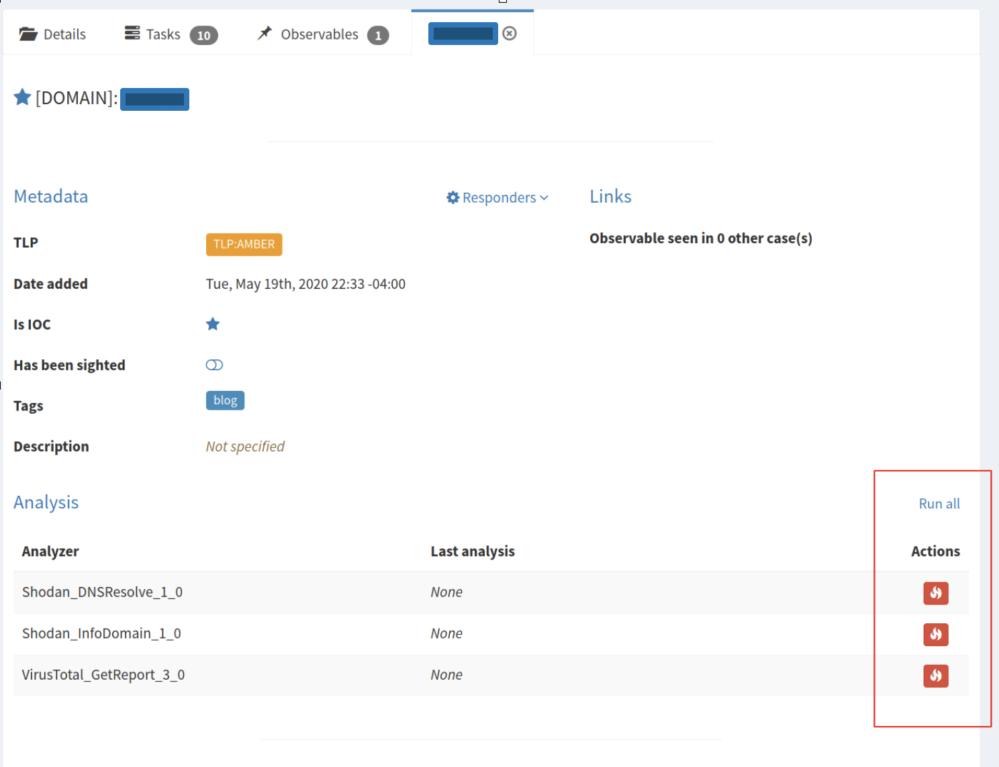 Details Tasks 10 Observables 1
[DOMAIN]:
Metadata Responders Links
TLP TLP:AMBER Observable seen in 0 other case(s)
Date added Tue, May 19th, 2020 22:33 -04:00
Is IOC
Has been sighted
Tags blog
Description Not specified
Analysis Run all
Analyzer Last analysis Actions
Shodan_DNSResolve_1_0 None
Shodan_InfoDomain_1_0 None
VirusTotal_GetReport_3_0 None